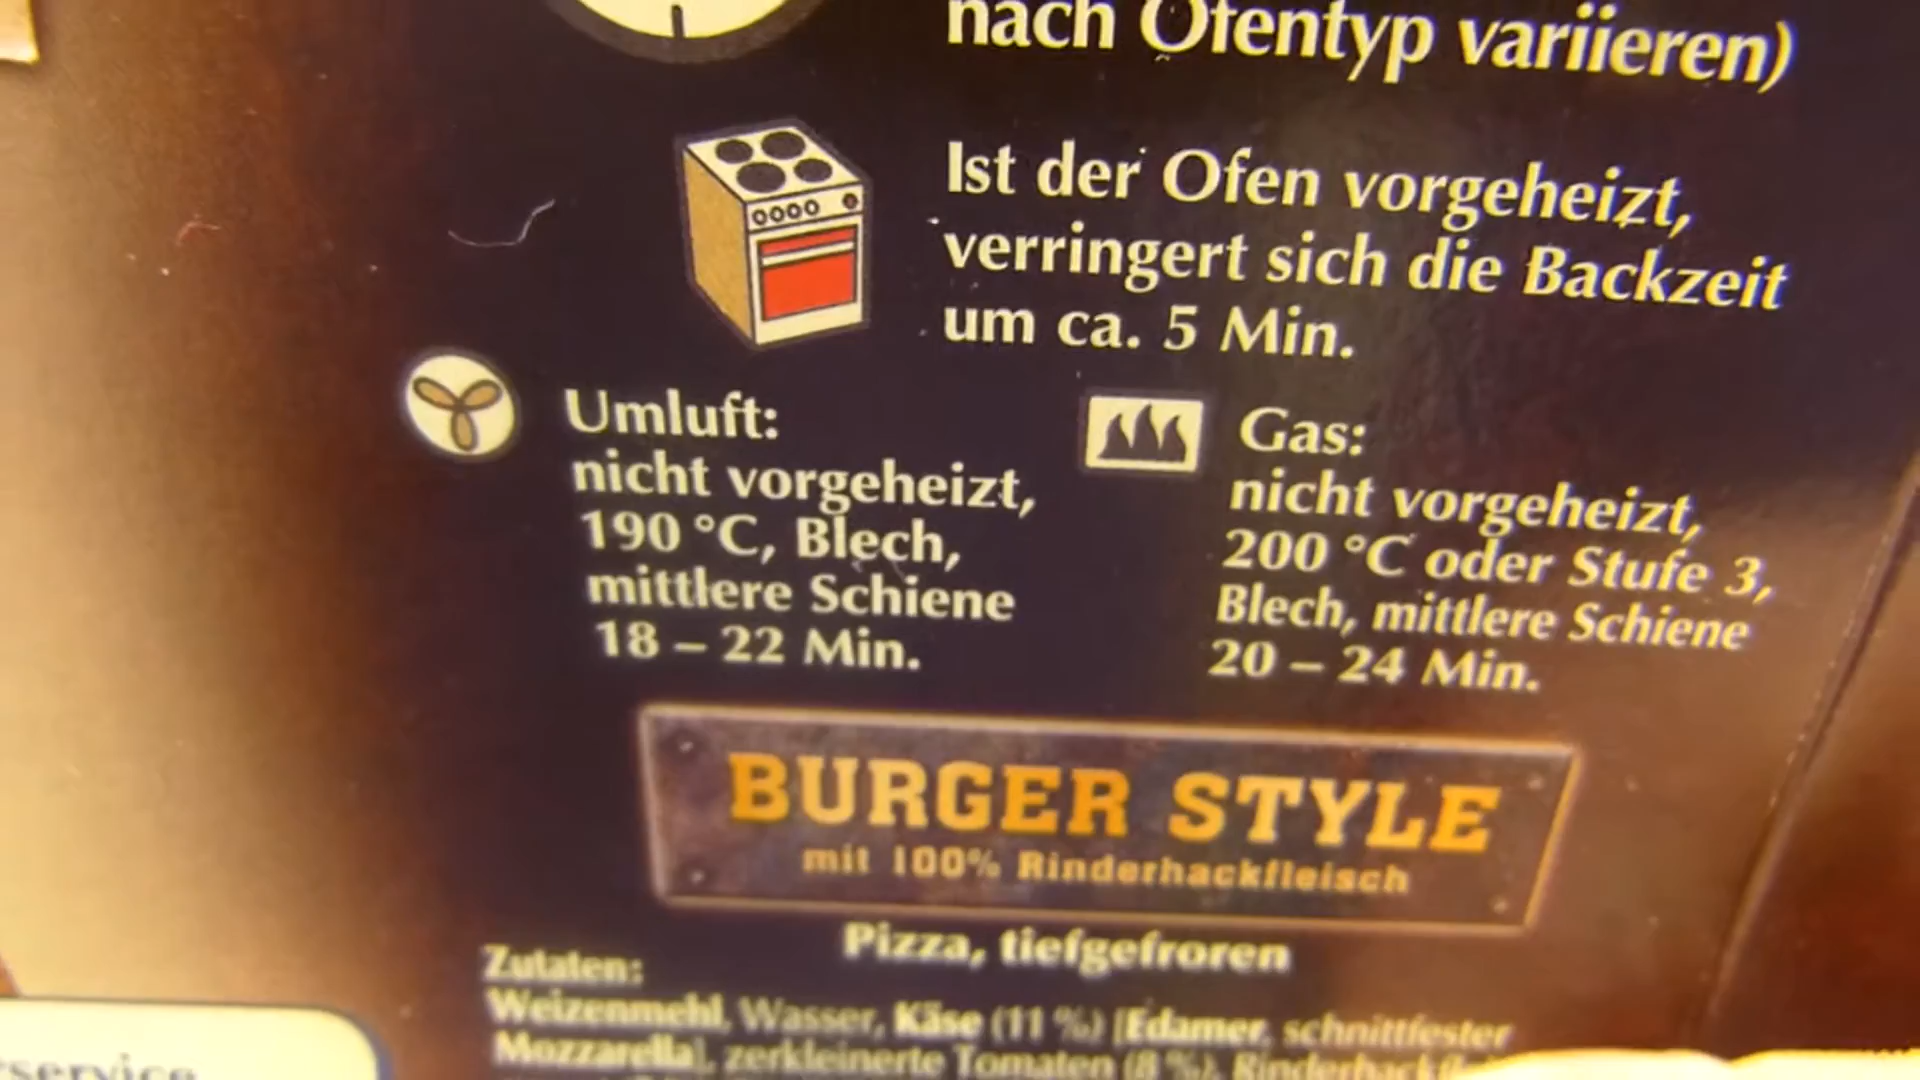 nach Ofentyp variieren)
Ist der Ofen vorgeheizt,
verringert sich die Backzeit
um ca. 5 Min.
Umluft:
nicht vorgeheizt,
190 °C, Blech,
mittlere Schiene
18 – 22 Min.
Gas:
nicht vorgeheizt,
200 °C oder Stufe 3,
Blech, mittlere Schiene
20 – 24 Min.
BURGER STYLE
mit 100% Rinderhackfleisch
Pizza, tiefgefroren
Zutaten:
Weizenmehl, Wasser, Käse (11 %) [Edamer, schnittfester
Mozzarella], zerkleinerte Tomaten (8 %),